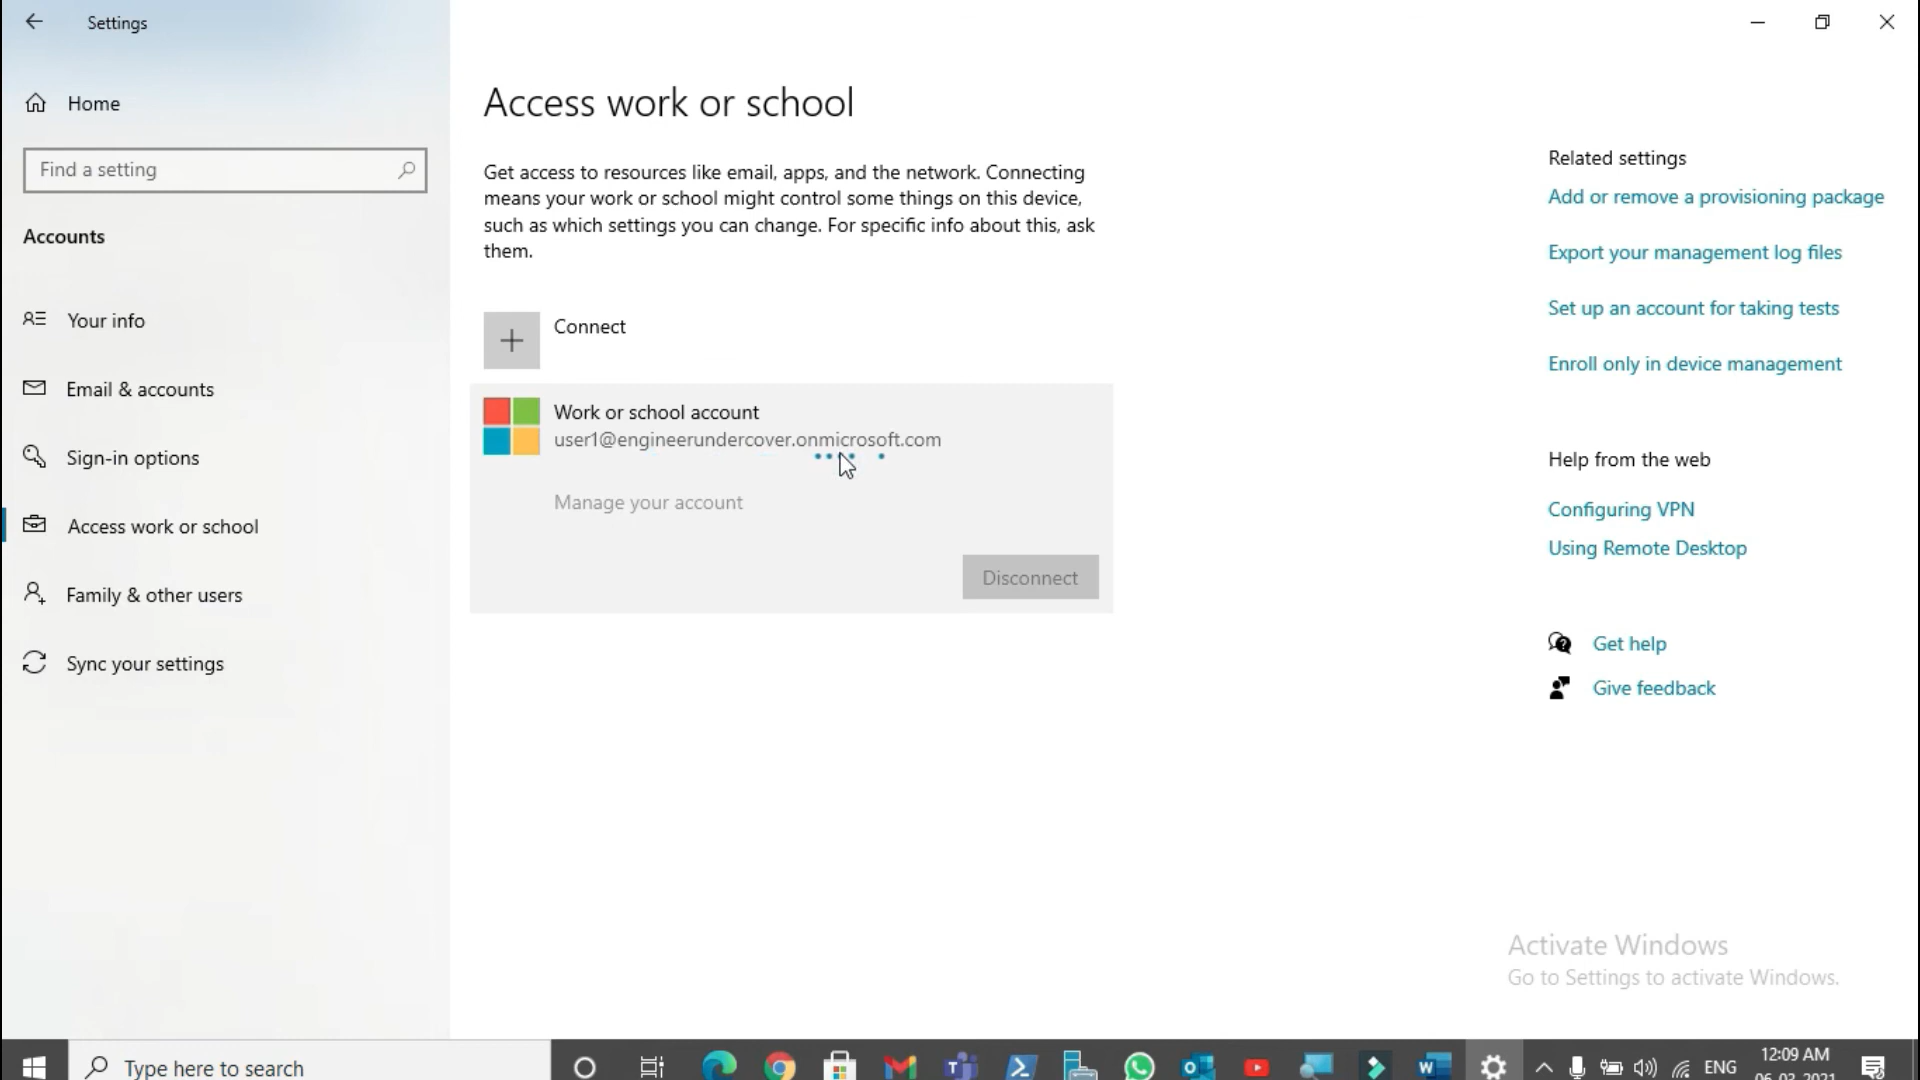 Settings
Home
Find a setting
Accounts
Your info
Email & accounts
Sign-in options
Access work or school
Family & other users
Sync your settings
Access work or school
Get access to resources like email, apps, and the network. Connecting
means your work or school might control some things on this device,
such as which settings you can change. For specific info about this, ask
them.
Connect
Work or school account
user1@engineerundercover.onmicrosoft.com
Manage your account
Disconnect
Related settings
Add or remove a provisioning package
Export your management log files
Set up an account for taking tests
Enroll only in device management
Help from the web
Configuring VPN
Using Remote Desktop
Get help
Give feedback
Activate Windows
Go to Settings to activate Windows.
Type here to search
ENG
12:09 AM
06-03-2021